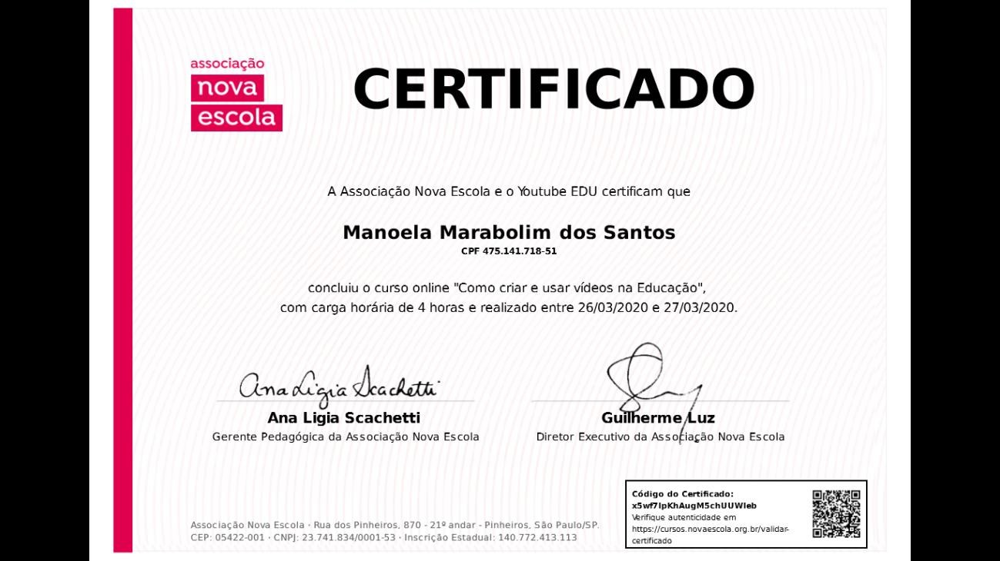 associação
nova
escola
CERTIFICADO
A Associação Nova Escola e o Youtube EDU certificam que
Manoela Marabolim dos Santos
CPF 475.141.718-51
concluiu o curso online "Como criar e usar vídeos na Educação",
com carga horária de 4 horas e realizado entre 26/03/2020 e 27/03/2020.
Ana Ligia Scachetti
Ana Ligia Scachetti
Guilherme Luz
Gerente Pedagógica da Associação Nova Escola
Diretor Executivo da Associação Nova Escola
Código do Certificado:
x5wf7lpKhAugM5chUUWIeb
Verifique autenticidade em
https://cursos.novaescola.org.br/validar-
certificado
Associação Nova Escola · Rua dos Pinheiros, 870 - 21º andar - Pinheiros, São Paulo/SP.
CEP: 05422-001 · CNPJ: 23.741.834/0001-53 · Inscrição Estadual: 140.772.413.113